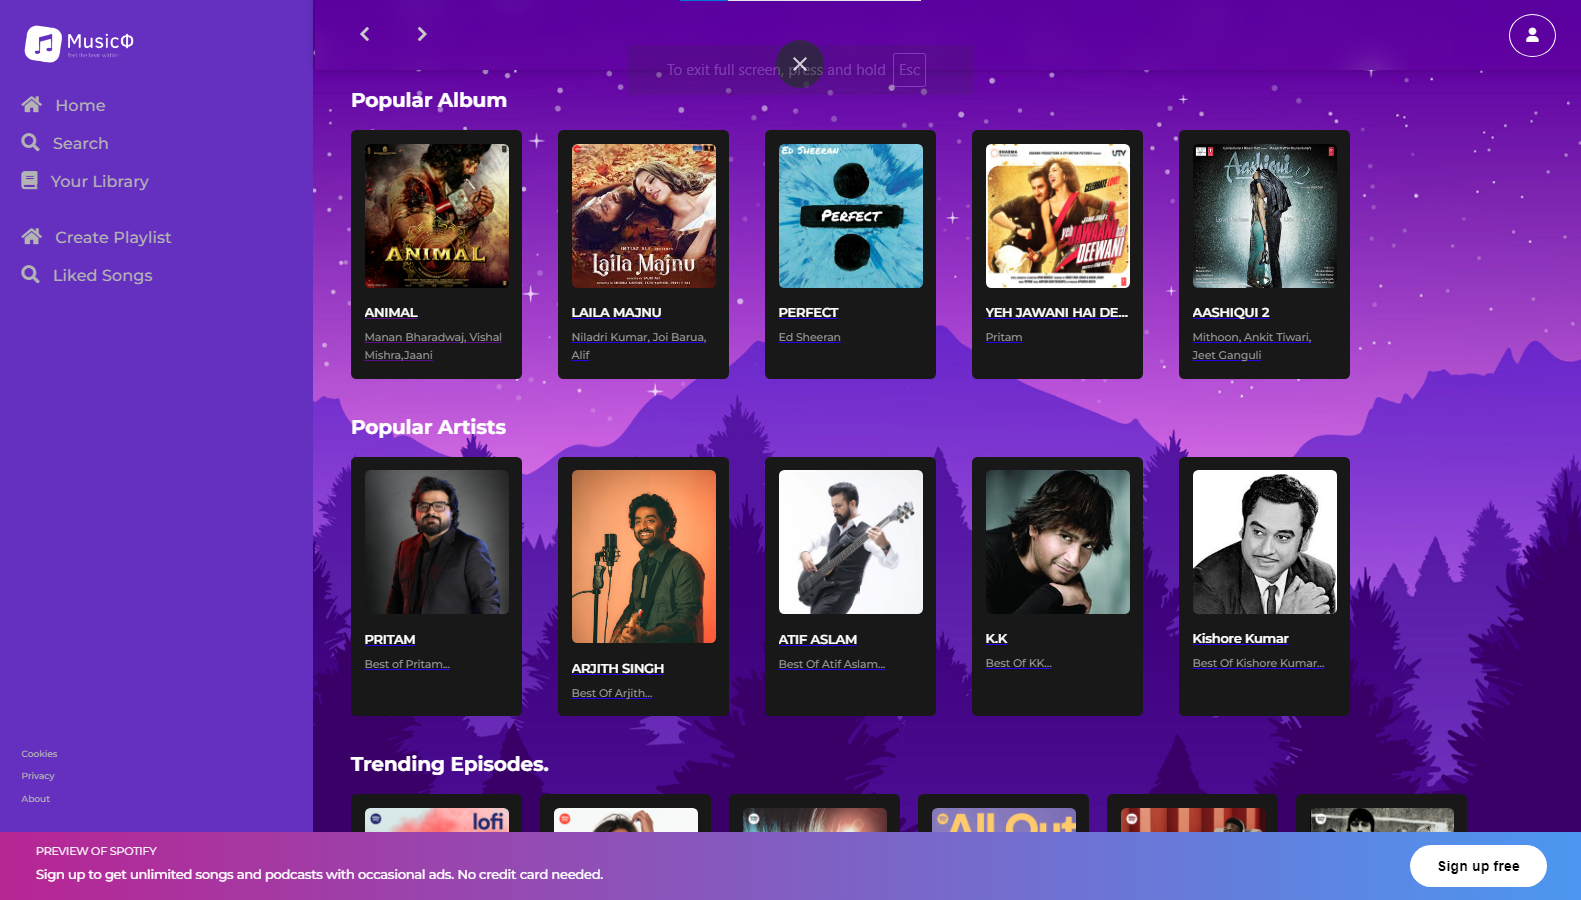 MusicΦ
Home
Search
Your Library
Create Playlist
Liked Songs
Cookies
Privacy
About
To exit full screen, press and hold Esc
Popular Album
ANIMAL
Laila Majnu
ED SHEERAN
PERFECT
UTV
CELEBRATE LOVE!
yeh JAWAANI hai DEEWANI
Aashiqui 2
ANIMAL
Manan Bharadwaj, Vishal
Mishra,Jaani
LAILA MAJNU
Niladri Kumar, Joi Barua,
Alif
PERFECT
Ed Sheeran
YEH JAWANI HAI DE...
Pritam
AASHIQUI 2
Mithoon, Ankit Tiwari,
Jeet Ganguli
Popular Artists
PRITAM
Best of Pritam...
ARJITH SINGH
Best Of Arjith...
ATIF ASLAM
Best Of Atif Aslam...
K.K
Best Of KK...
Kishore Kumar
Best Of Kishore Kumar...
Trending Episodes.
lofi
All Out
PREVIEW OF SPOTIFY
Sign up to get unlimited songs and podcasts with occasional ads. No credit card needed.
Sign up free